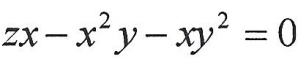 zx − x²y − xy² = 0